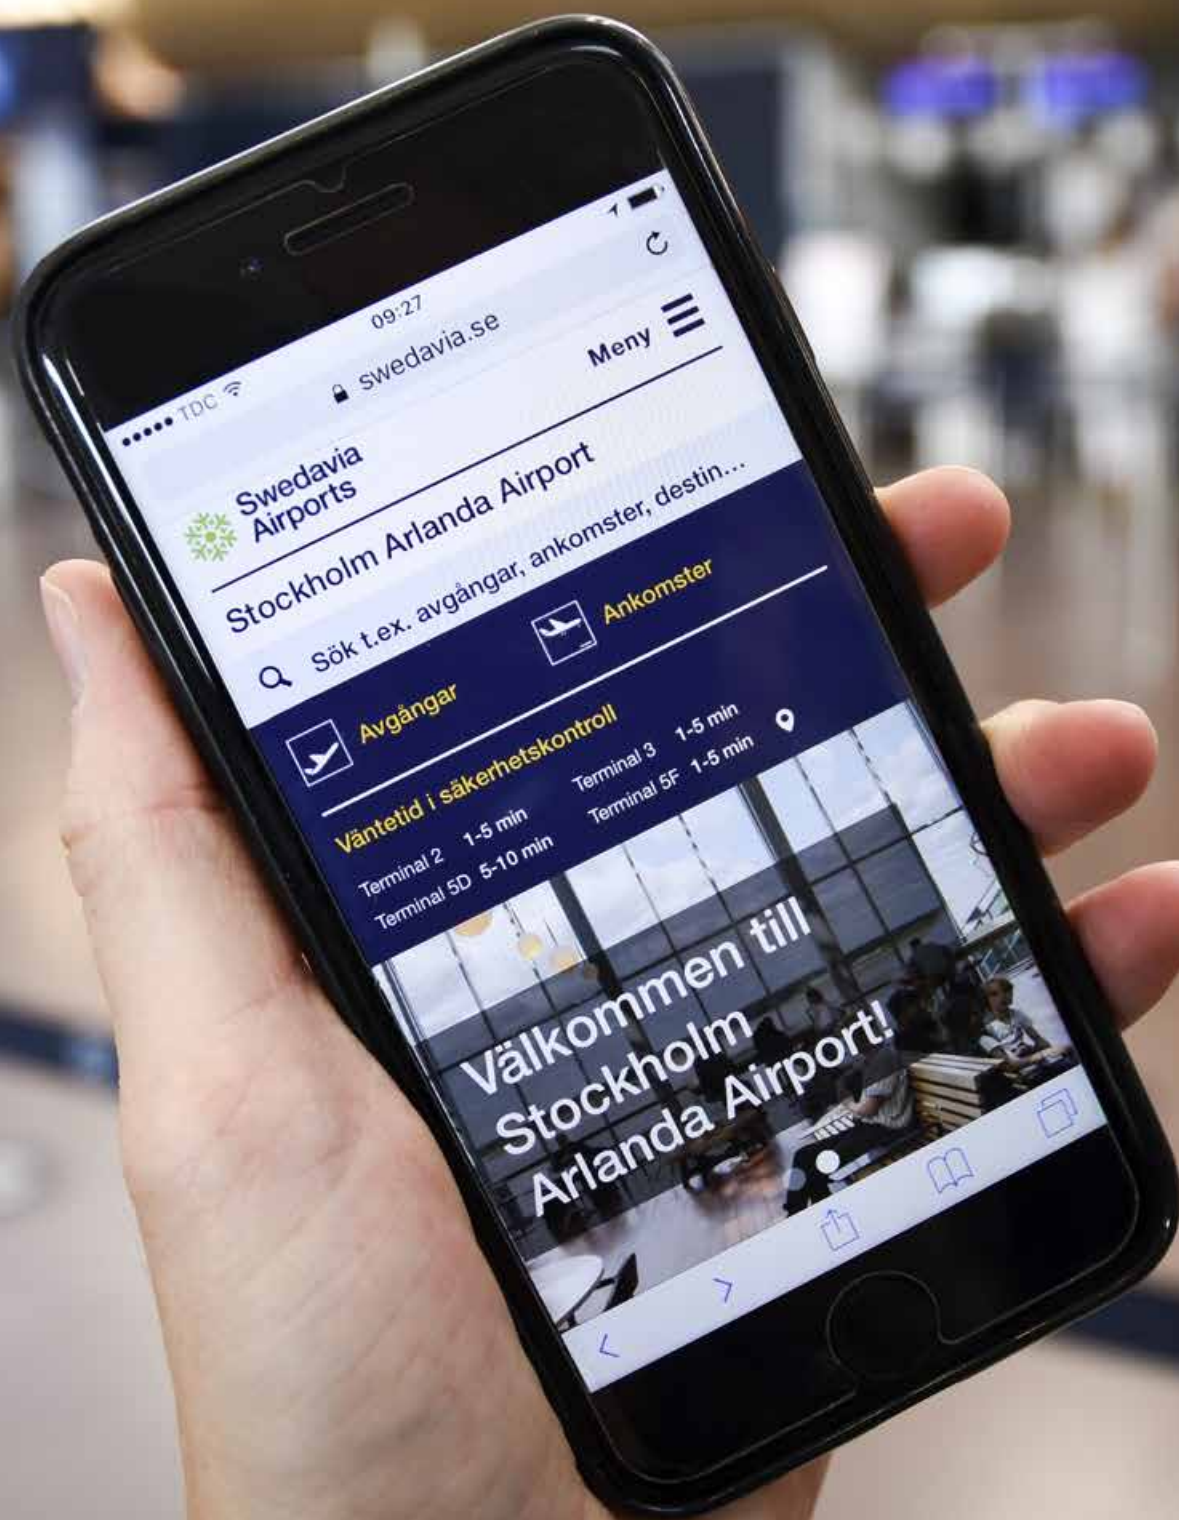 TDC
09:27
swedavia.se
Swedavia
Airports
Meny
Stockholm Arlanda Airport
Sök t.ex. avgångar, ankomster, destin...
Avgångar
Ankomster
Väntetid i säkerhetskontroll
Terminal 2 1-5 min
Terminal 3 1-5 min
Terminal 5D 5-10 min
Terminal 5F 1-5 min
Välkommen till
Stockholm
Arlanda Airport!